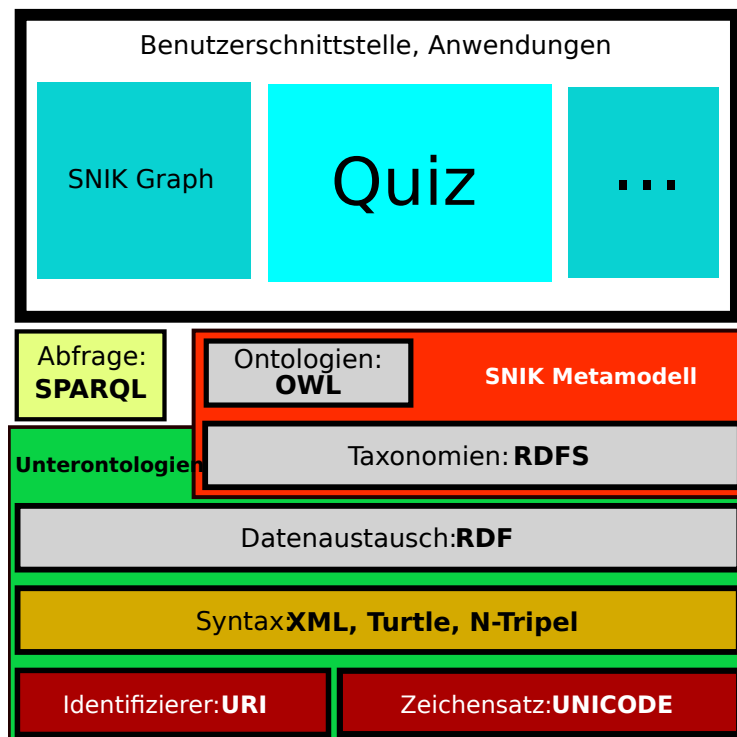 Benutzerschnittstelle, Anwendungen
SNIK Graph
Quiz
...
Abfrage:
SPARQL
Ontologien:
OWL
SNIK Metamodell
Taxonomien: RDFS
Unterontologien
Datenaustausch:RDF
Syntax:XML, Turtle, N-Tripel
Identifizierer:URI
Zeichensatz:UNICODE